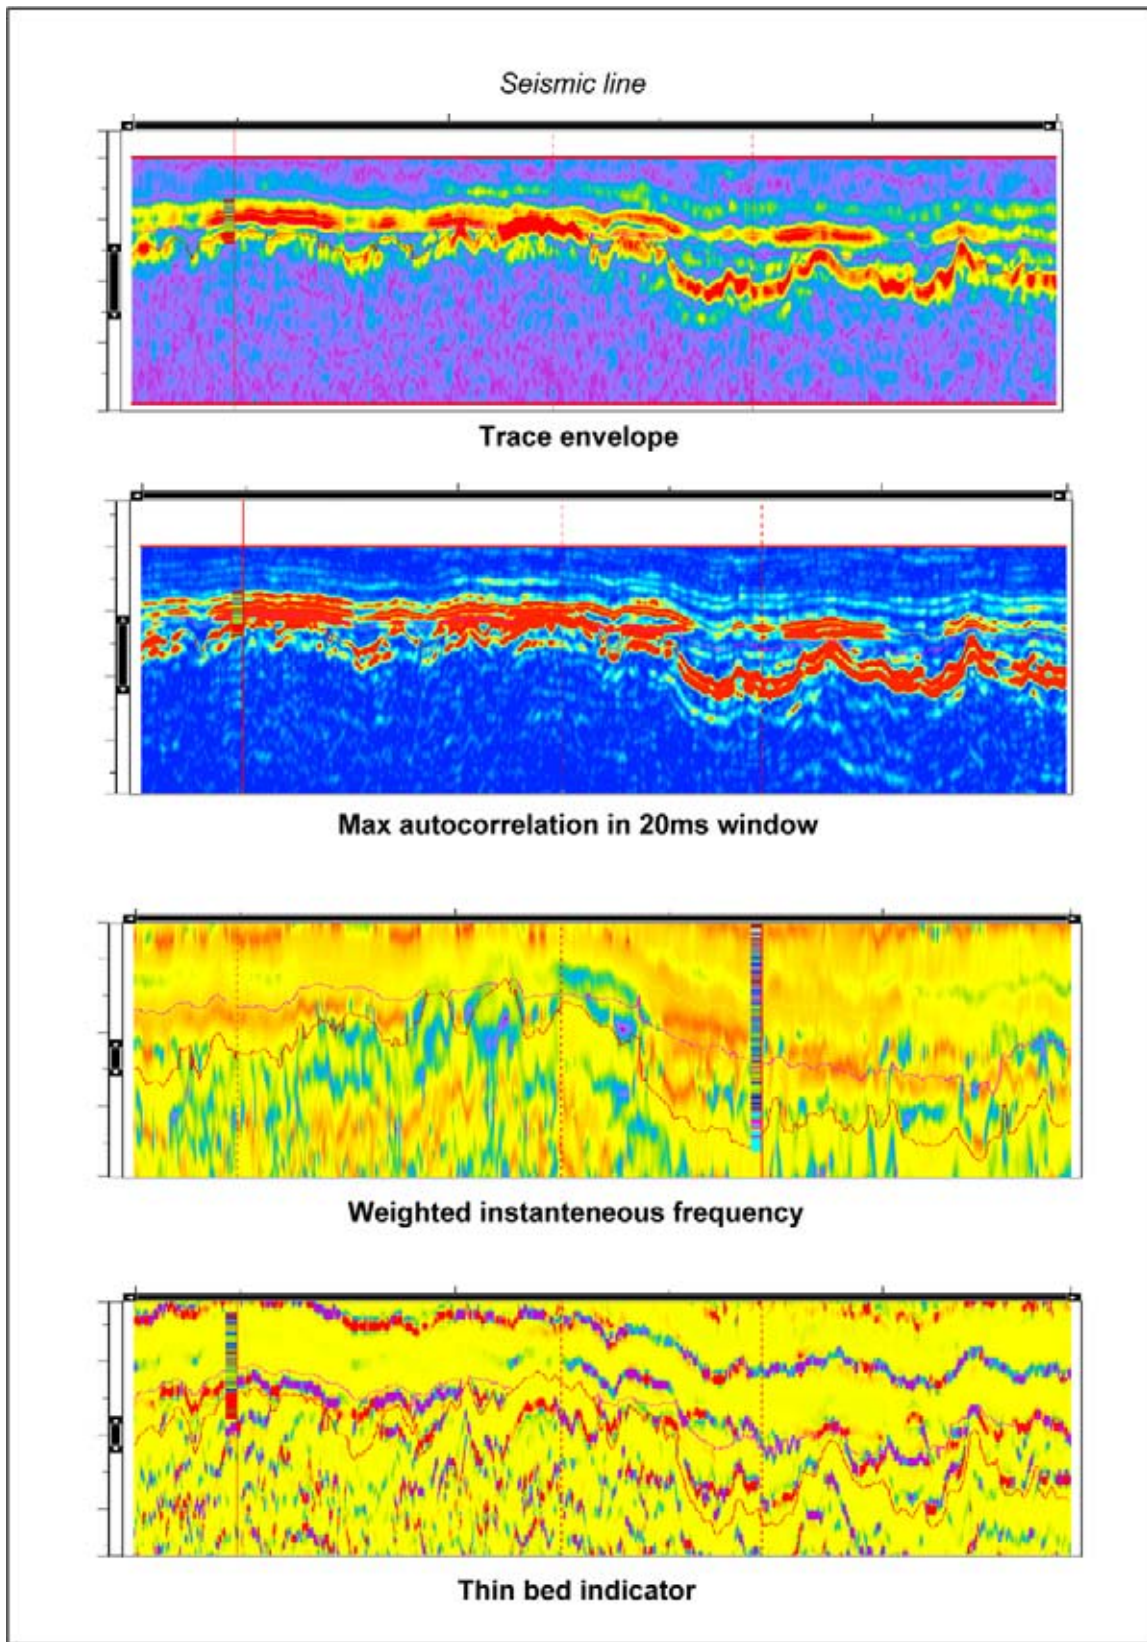 Seismic line
Trace envelope
Max autocorrelation in 20ms window
Weighted instanteneous frequency
Thin bed indicator